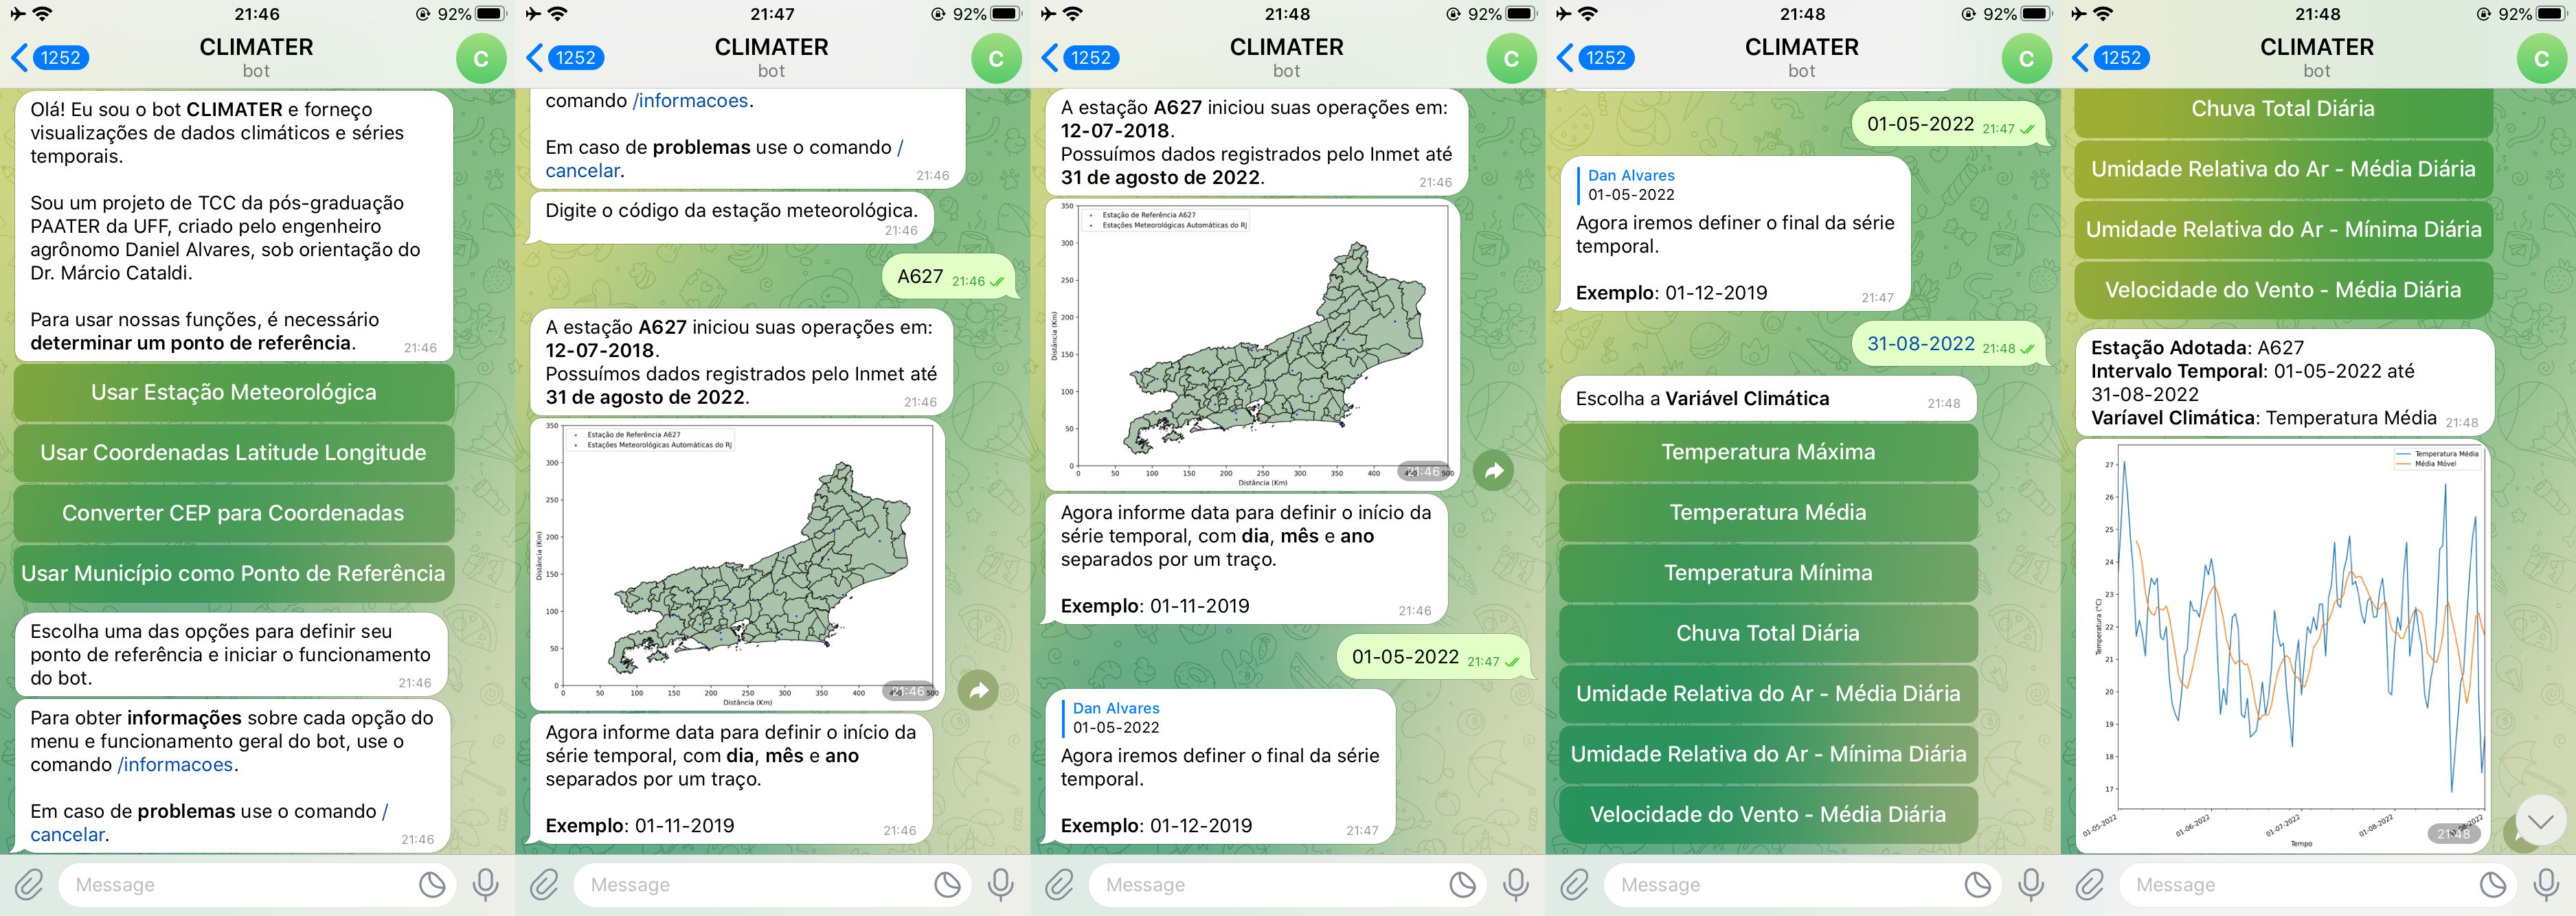 21:46
92%
1252
CLIMATER
bot
C
Olá! Eu sou o bot CLIMATER e forneço
visualizações de dados climáticos e séries
temporais.
Sou um projeto de TCC da pós-graduação
PAATER da UFF, criado pelo engenheiro
agrônomo Daniel Alvares, sob orientação do
Dr. Márcio Cataldi.
Para usar nossas funções, é necessário
determinar um ponto de referência.
21:46
Usar Estação Meteorológica
Usar Coordenadas Latitude Longitude
Converter CEP para Coordenadas
Usar Município como Ponto de Referência
Escolha uma das opções para definir seu
ponto de referência e iniciar o funcionamento
do bot.
21:46
Para obter informações sobre cada opção do
menu e funcionamento geral do bot, use o
comando /informacoes.
Em caso de problemas use o comando /
cancelar.
21:46
Message
21:47
92%
1252
CLIMATER
bot
C
comando /informacoes.
Em caso de problemas use o comando /
cancelar.
21:46
Digite o código da estação meteorológica.
21:46
A627 21:46
A estação A627 iniciou suas operações em:
12-07-2018.
Possuímos dados registrados pelo Inmet até
31 de agosto de 2022.
21:46
Estação de Referência A627
Estações Meteorológicas Automáticas do RJ
350
300
250
200
150
100
50
0
Distância (Km)
0 50 100 150 200 250 300 350 400 500
Distância (Km)
21:46
Agora informe data para definir o início da
série temporal, com dia, mês e ano
separados por um traço.
Exemplo: 01-11-2019
21:46
Message
21:48
92%
1252
CLIMATER
bot
C
A estação A627 iniciou suas operações em:
12-07-2018.
Possuímos dados registrados pelo Inmet até
31 de agosto de 2022.
21:46
Estação de Referência A627
Estações Meteorológicas Automáticas do RJ
350
300
250
200
150
100
50
0
Distância (Km)
0 50 100 150 200 250 300 350 400 500
Distância (Km)
21:46
Agora informe data para definir o início da
série temporal, com dia, mês e ano
separados por um traço.
Exemplo: 01-11-2019
21:46
01-05-2022 21:47
Dan Alvares
01-05-2022
Agora iremos definer o final da série
temporal.
Exemplo: 01-12-2019
21:47
Message
21:48
92%
1252
CLIMATER
bot
C
01-05-2022 21:47
Dan Alvares
01-05-2022
Agora iremos definer o final da série
temporal.
Exemplo: 01-12-2019
21:47
31-08-2022 21:48
Escolha a Variável Climática
21:48
Temperatura Máxima
Temperatura Média
Temperatura Mínima
Chuva Total Diária
Umidade Relativa do Ar - Média Diária
Umidade Relativa do Ar - Mínima Diária
Velocidade do Vento - Média Diária
Message
21:48
92%
1252
CLIMATER
bot
C
Chuva Total Diária
Umidade Relativa do Ar - Média Diária
Umidade Relativa do Ar - Mínima Diária
Velocidade do Vento - Média Diária
Estação Adotada: A627
Intervalo Temporal: 01-05-2022 até
31-08-2022
Varíavel Climática: Temperatura Média
21:48
Temperatura Média
Média Móvel
27
26
25
24
23
22
21
20
19
18
17
Temperatura (°C)
01-05-2022
01-06-2022
01-07-2022
01-08-2022
Tempo
21:48
Message